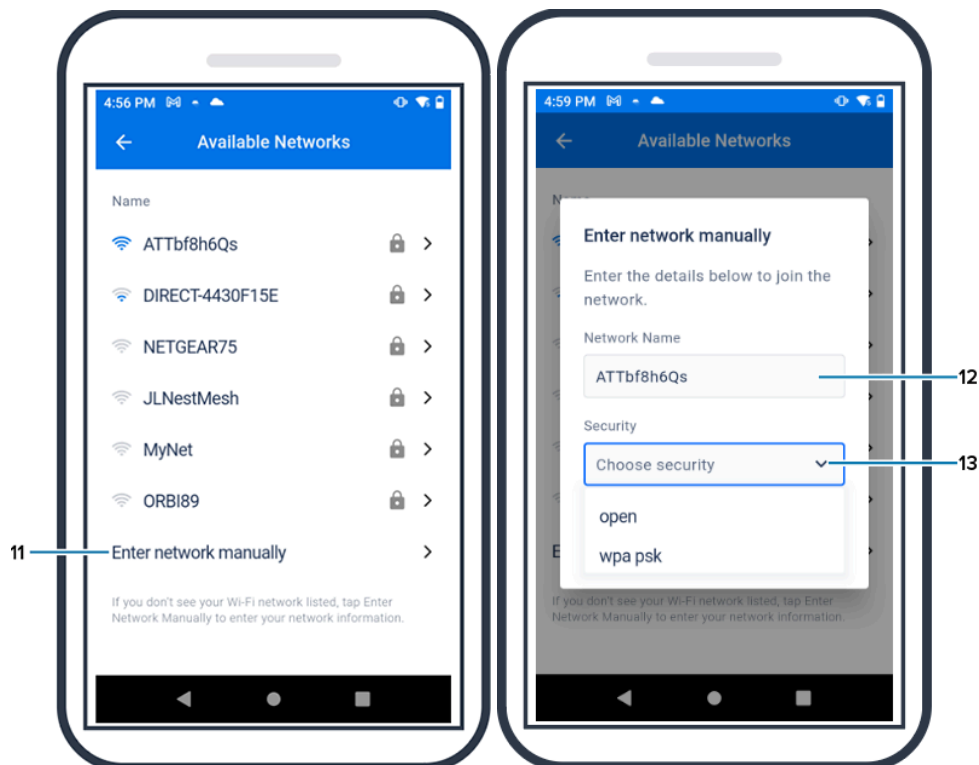 4:56 PM
Available Networks
Name
ATTbf8h6Qs
DIRECT-4430F15E
NETGEAR75
JLNestMesh
MyNet
ORBI89
11
Enter network manually
If you don't see your Wi-Fi network listed, tap Enter
Network Manually to enter your network information.
4:59 PM
Available Networks
Enter network manually
Enter the details below to join the
network.
Network Name
ATTbf8h6Qs
12
Security
Choose security
13
open
wpa psk
If you don't see your Wi-Fi network listed, tap Enter
Network Manually to enter your network information.